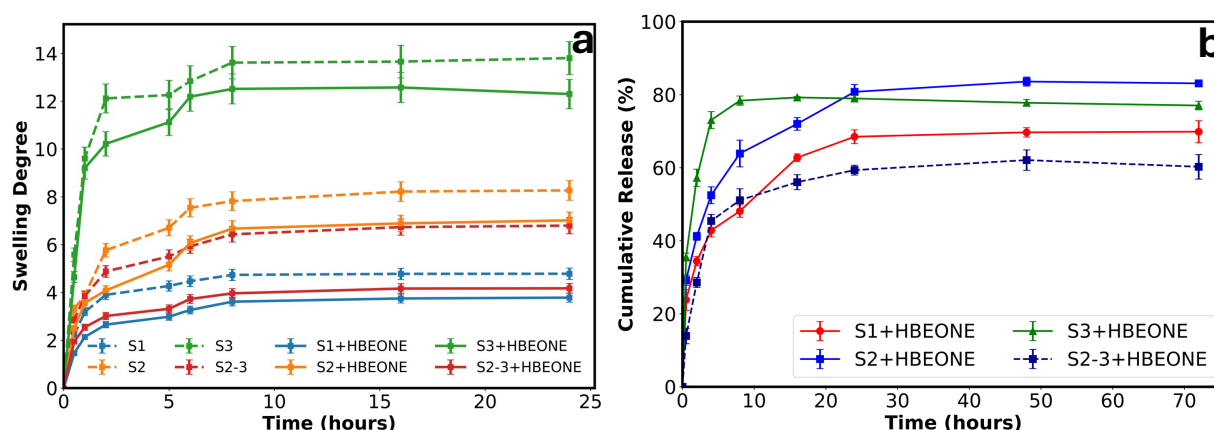 a
14
12
10
8
6
4
2
0
Swelling Degree
S1 S3 S1+HBEONE S3+HBEONE
S2 S2-3 S2+HBEONE S2-3+HBEONE
0 5 10 15 20 25
Time (hours)
b
100
80
60
40
20
0
Cumulative Release (%)
S1+HBEONE S3+HBEONE
S2+HBEONE S2-3+HBEONE
0 10 20 30 40 50 60 70
Time (hours)